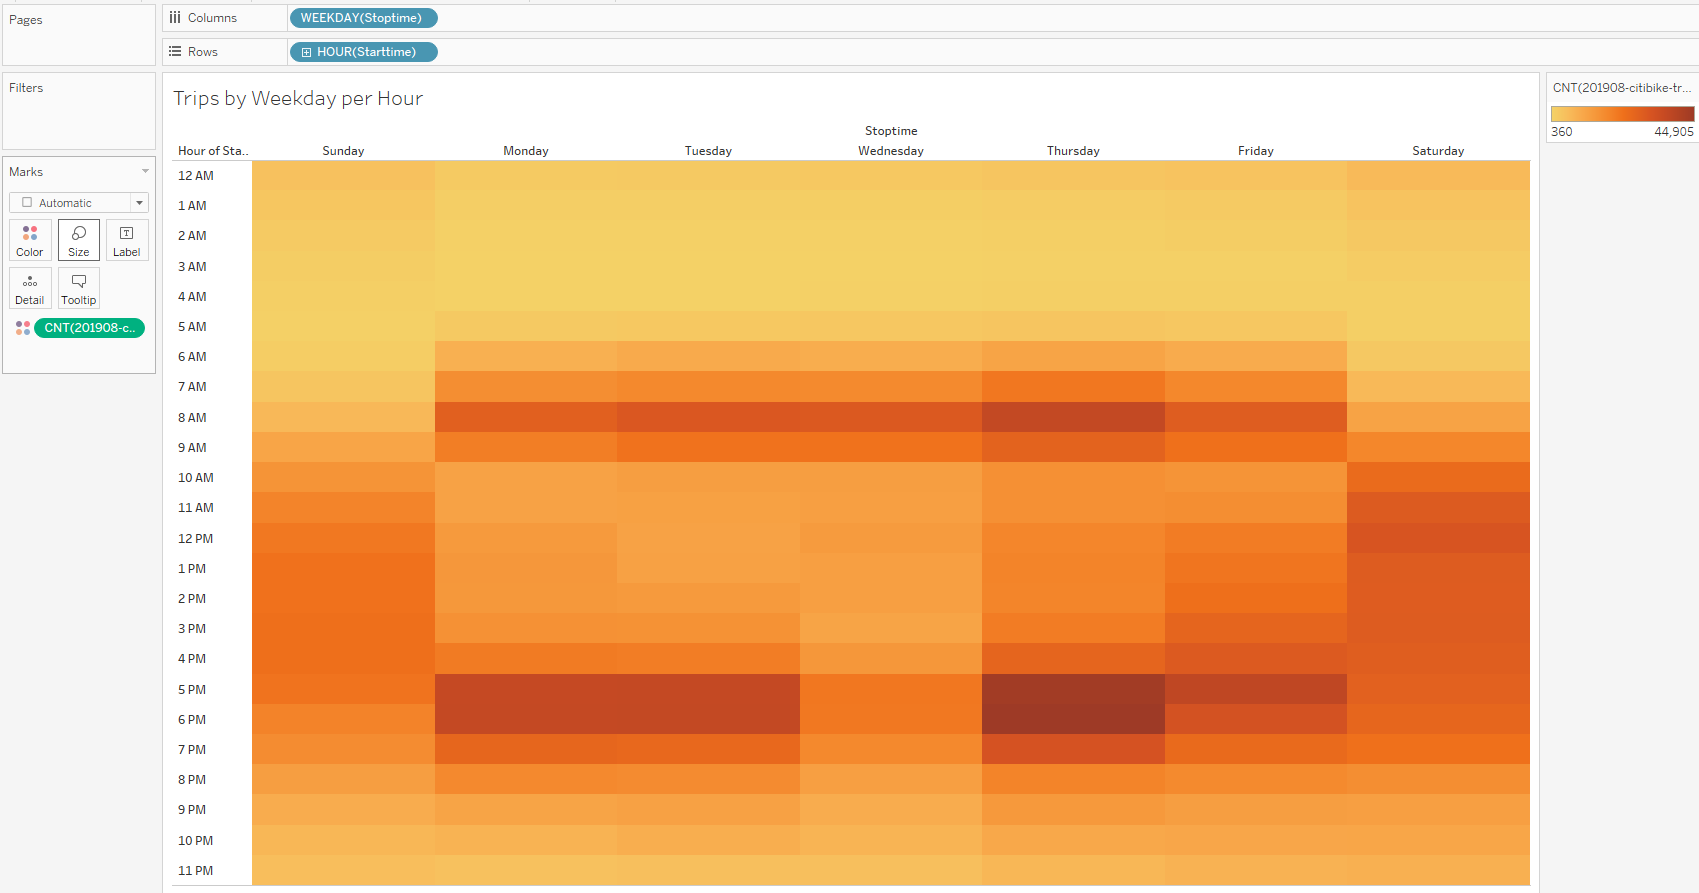 Pages
Columns
WEEKDAY(Stoptime)
Rows
HOUR(Starttime)
Filters
Marks
Automatic
Color Size Label
Detail Tooltip
CNT(201908-c..
Trips by Weekday per Hour
Stoptime
Hour of Sta.. Sunday Monday Tuesday Wednesday Thursday Friday Saturday
12 AM
1 AM
2 AM
3 AM
4 AM
5 AM
6 AM
7 AM
8 AM
9 AM
10 AM
11 AM
12 PM
1 PM
2 PM
3 PM
4 PM
5 PM
6 PM
7 PM
8 PM
9 PM
10 PM
11 PM
CNT(201908-citibike-tr...
360 44,905